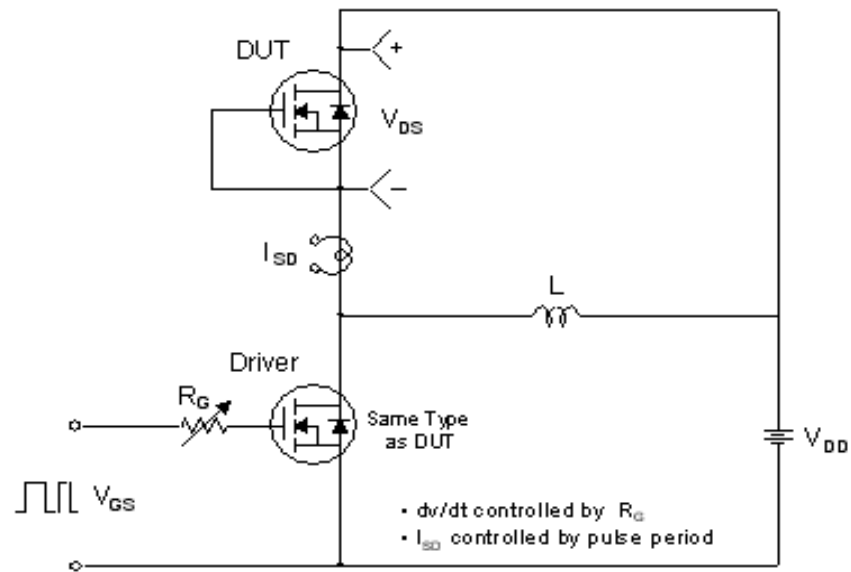 DUT
+
VDS
−
ISD
L
Driver
RG
Same Type
as DUT
VDD
VGS
• dv/dt controlled by RG
• ISD controlled by pulse period